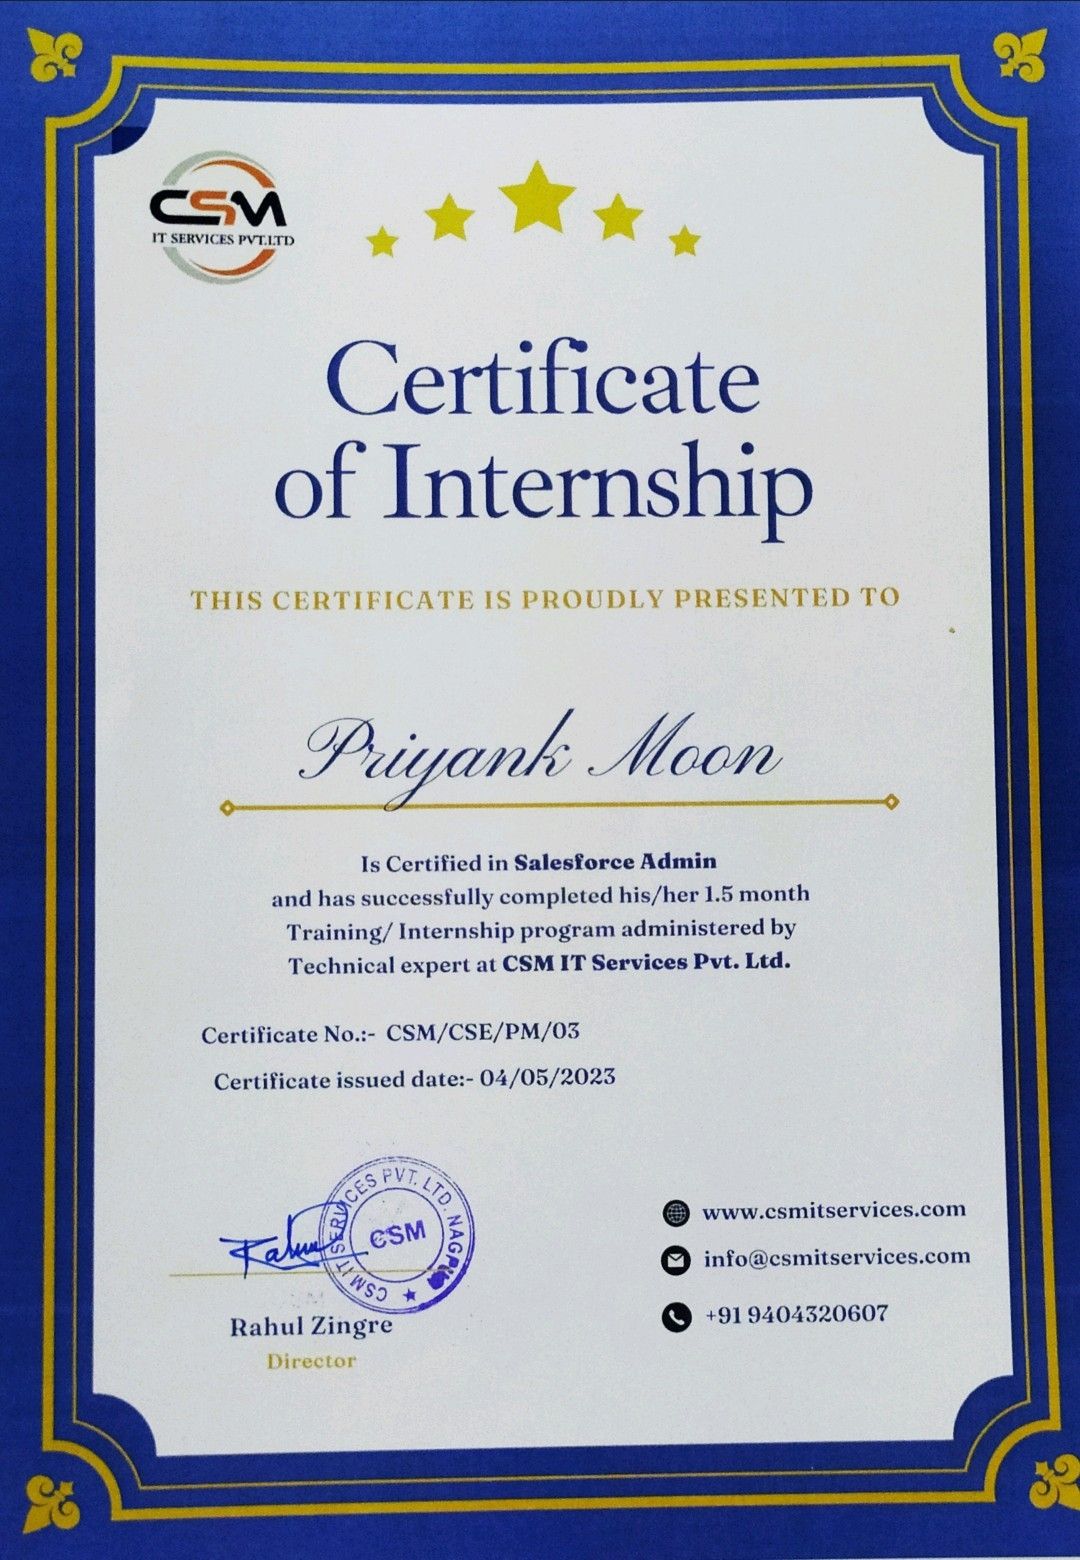 CSM
IT SERVICES PVT.LTD
Certificate
of Internship
THIS CERTIFICATE IS PROUDLY PRESENTED TO
Priyank Moon
Is Certified in Salesforce Admin
and has successfully completed his/her 1.5 month
Training/ Internship program administered by
Technical expert at CSM IT Services Pvt. Ltd.
Certificate No.:- CSM/CSE/PM/03
Certificate issued date:- 04/05/2023
CSM IT SERVICES PVT. LTD. NAGPUR
CSM
Rahul Zingre
Director
www.csmitservices.com
info@csmitservices.com
+91 9404320607